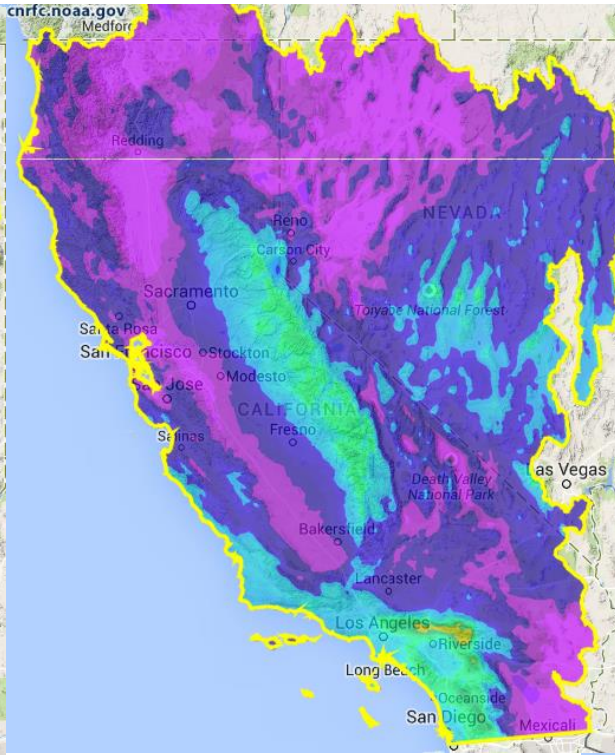 cnrfc.noaa.gov
Medford
Redding
NEVADA
Reno
Carson City
Sacramento
Toiyabe National Forest
Santa Rosa
San Francisco
Stockton
San Jose
Modesto
CALIFORNIA
Salinas
Fresno
as Vegas
Death Valley
National Park
Bakersfield
Lancaster
Los Angeles
Riverside
Long Beach
Oceanside
San Diego
Mexicali